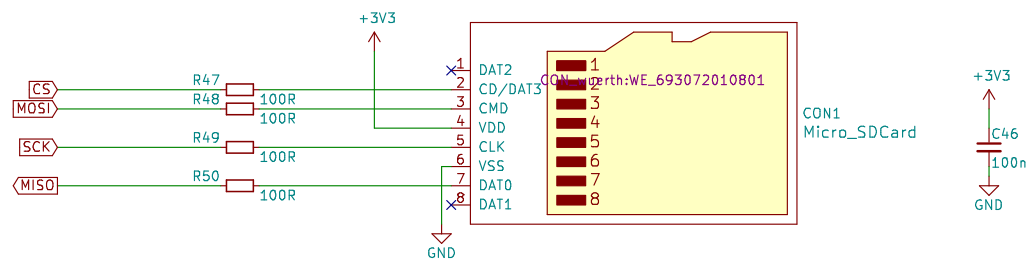 +3V3
CS
R47
100R
MOSI
R48
100R
SCK
R49
100R
MISO
R50
100R
GND
1 DAT2
2 CD/DAT3
3 CMD
4 VDD
5 CLK
6 VSS
7 DAT0
8 DAT1
1
2
3
4
5
6
7
8
CON_wuerth:WE_693072010801
CON1
Micro_SDCard
+3V3
C46
100n
GND